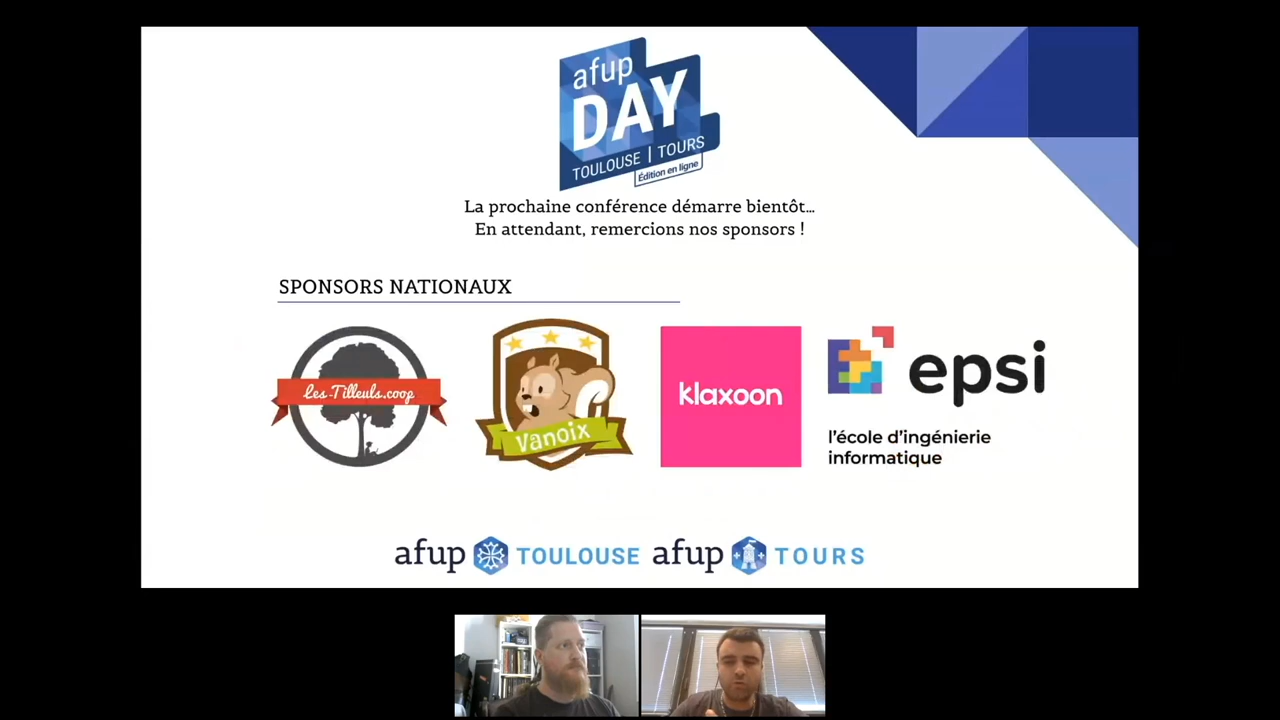 afup
DAY
TOULOUSE | TOURS
Édition en ligne
La prochaine conférence démarre bientôt...
En attendant, remercions nos sponsors !
SPONSORS NATIONAUX
Les-Tilleuls.coop
Vanoix
klaxoon
epsi
l'école d'ingénierie
informatique
afup TOULOUSE afup TOURS